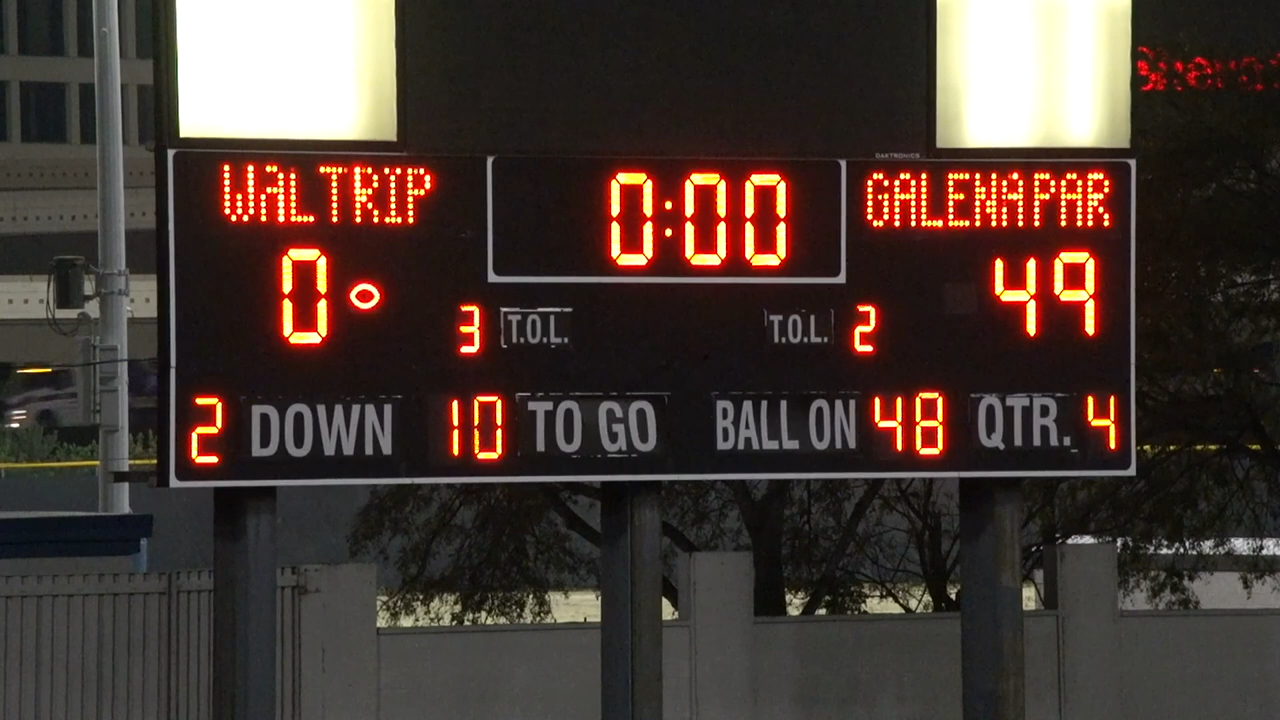 DAKTRONICS
WALTRIP 0:00 GALENAPAR
0 49
3 T.O.L. T.O.L. 2
2 DOWN 10 TO GO BALL ON 48 QTR. 4